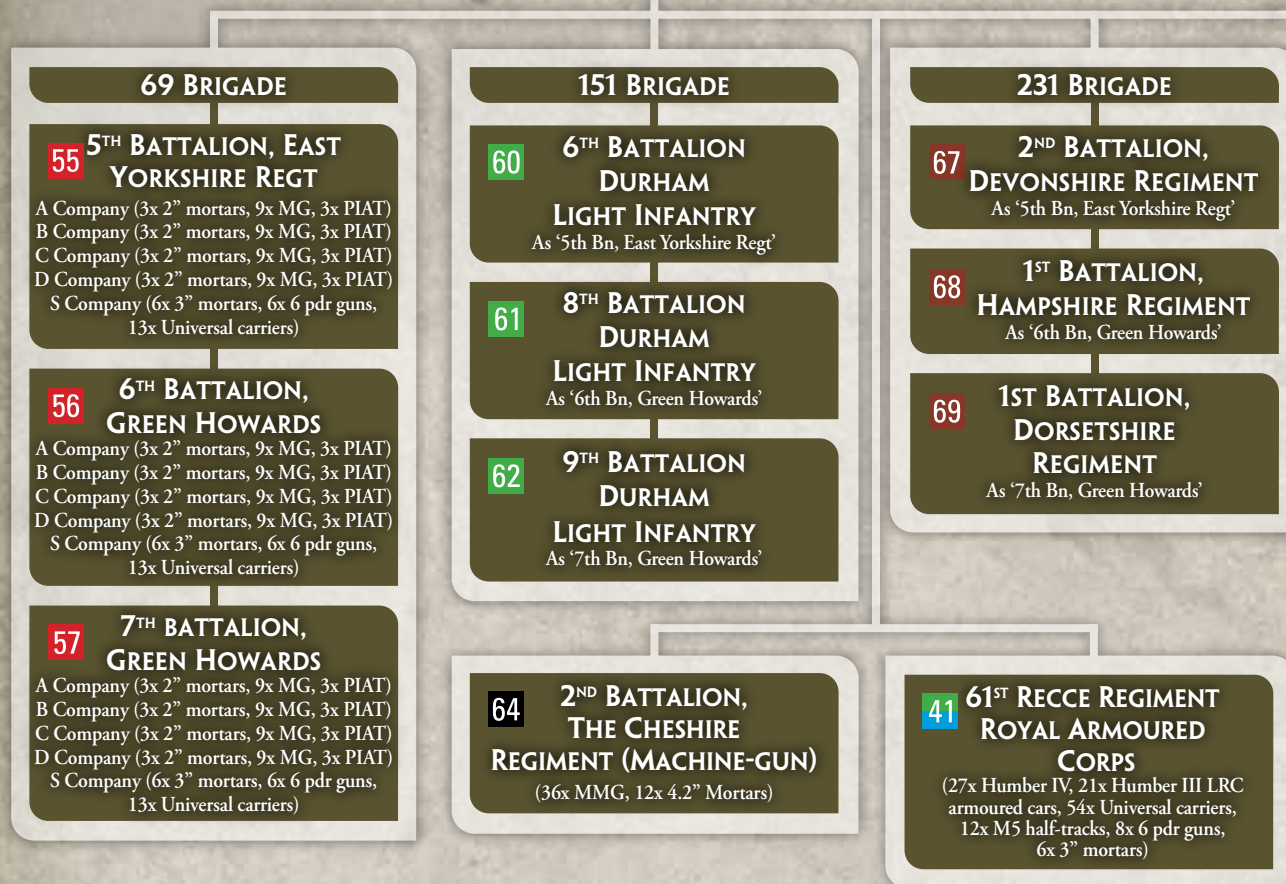 69 BRIGADE
55
5TH BATTALION, EAST
YORKSHIRE REGT
A Company (3x 2” mortars, 9x MG, 3x PIAT)
B Company (3x 2” mortars, 9x MG, 3x PIAT)
C Company (3x 2” mortars, 9x MG, 3x PIAT)
D Company (3x 2” mortars, 9x MG, 3x PIAT)
S Company (6x 3” mortars, 6x 6 pdr guns,
13x Universal carriers)
56
6TH BATTALION,
GREEN HOWARDS
A Company (3x 2” mortars, 9x MG, 3x PIAT)
B Company (3x 2” mortars, 9x MG, 3x PIAT)
C Company (3x 2” mortars, 9x MG, 3x PIAT)
D Company (3x 2” mortars, 9x MG, 3x PIAT)
S Company (6x 3” mortars, 6x 6 pdr guns,
13x Universal carriers)
57
7TH BATTALION,
GREEN HOWARDS
A Company (3x 2” mortars, 9x MG, 3x PIAT)
B Company (3x 2” mortars, 9x MG, 3x PIAT)
C Company (3x 2” mortars, 9x MG, 3x PIAT)
D Company (3x 2” mortars, 9x MG, 3x PIAT)
S Company (6x 3” mortars, 6x 6 pdr guns,
13x Universal carriers)
151 BRIGADE
60
6TH BATTALION
DURHAM
LIGHT INFANTRY
As ‘5th Bn, East Yorkshire Regt’
61
8TH BATTALION
DURHAM
LIGHT INFANTRY
As ‘6th Bn, Green Howards’
62
9TH BATTALION
DURHAM
LIGHT INFANTRY
As ‘7th Bn, Green Howards’
231 BRIGADE
67
2ND BATTALION,
DEVONSHIRE REGIMENT
As ‘5th Bn, East Yorkshire Regt’
68
1ST BATTALION,
HAMPSHIRE REGIMENT
As ‘6th Bn, Green Howards’
69
1ST BATTALION,
DORSETSHIRE
REGIMENT
As ‘7th Bn, Green Howards’
64
2ND BATTALION,
THE CHESHIRE
REGIMENT (MACHINE-GUN)
(36x MMG, 12x 4.2” Mortars)
41
61ST RECCE REGIMENT
ROYAL ARMOURED
CORPS
(27x Humber IV, 21x Humber III LRC
armoured cars, 54x Universal carriers,
12x M5 half-tracks, 8x 6 pdr guns,
6x 3” mortars)